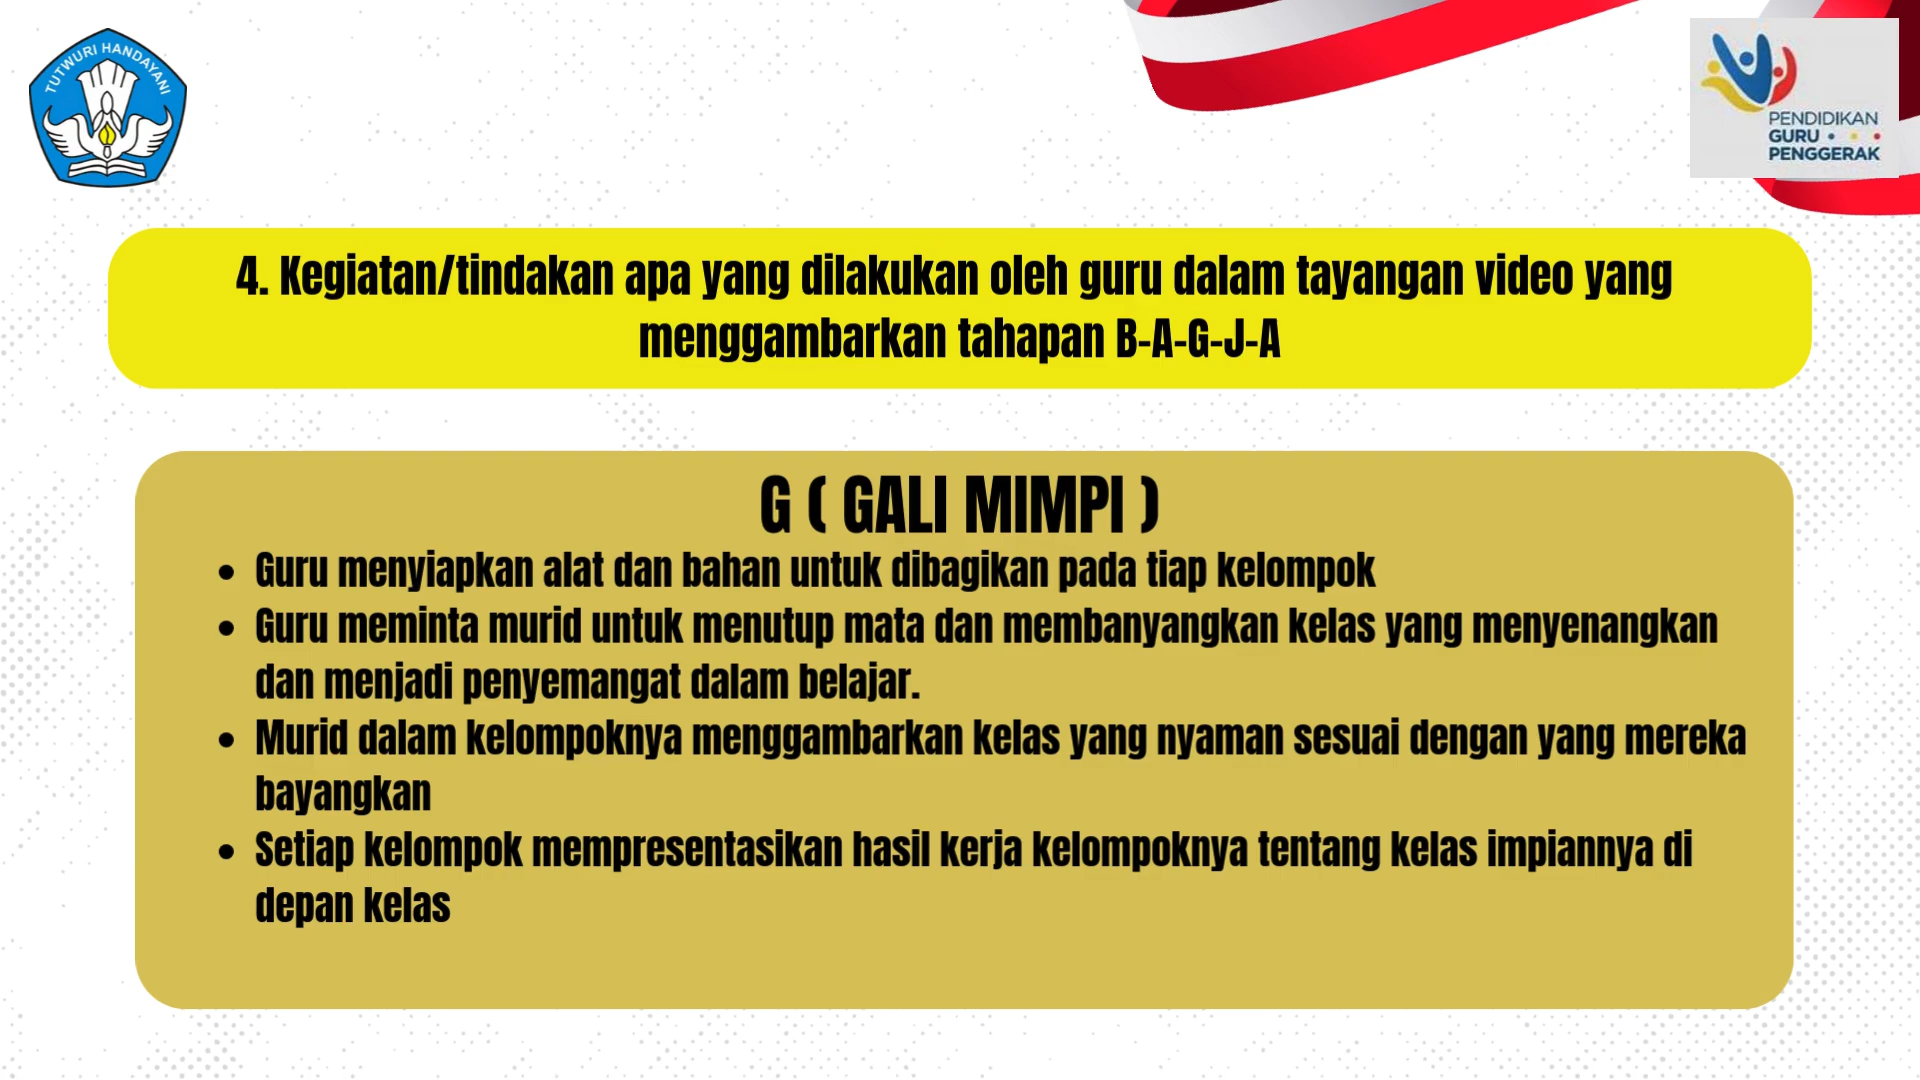 TUTWURI HANDAYANI
PENDIDIKAN
GURU
PENGGERAK
4. Kegiatan/tindakan apa yang dilakukan oleh guru dalam tayangan video yang
menggambarkan tahapan B-A-G-J-A
G ( GALI MIMPI )
• Guru menyiapkan alat dan bahan untuk dibagikan pada tiap kelompok
• Guru meminta murid untuk menutup mata dan membanyangkan kelas yang menyenangkan
dan menjadi penyemangat dalam belajar.
• Murid dalam kelompoknya menggambarkan kelas yang nyaman sesuai dengan yang mereka
bayangkan
• Setiap kelompok mempresentasikan hasil kerja kelompoknya tentang kelas impiannya di
depan kelas